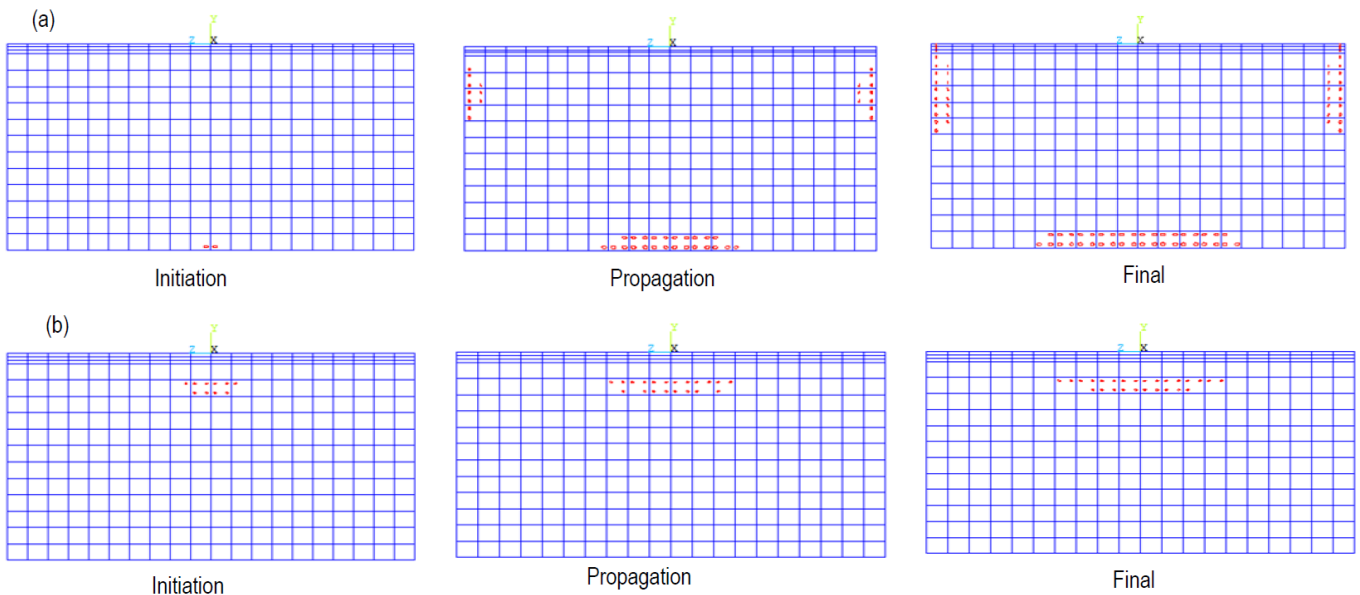 (a)
Y
Z X
Y
Z X
Y
Z X
Initiation
Propagation
Final
(b)
Y
Z X
Y
Z X
Y
Z X
Initiation
Propagation
Final